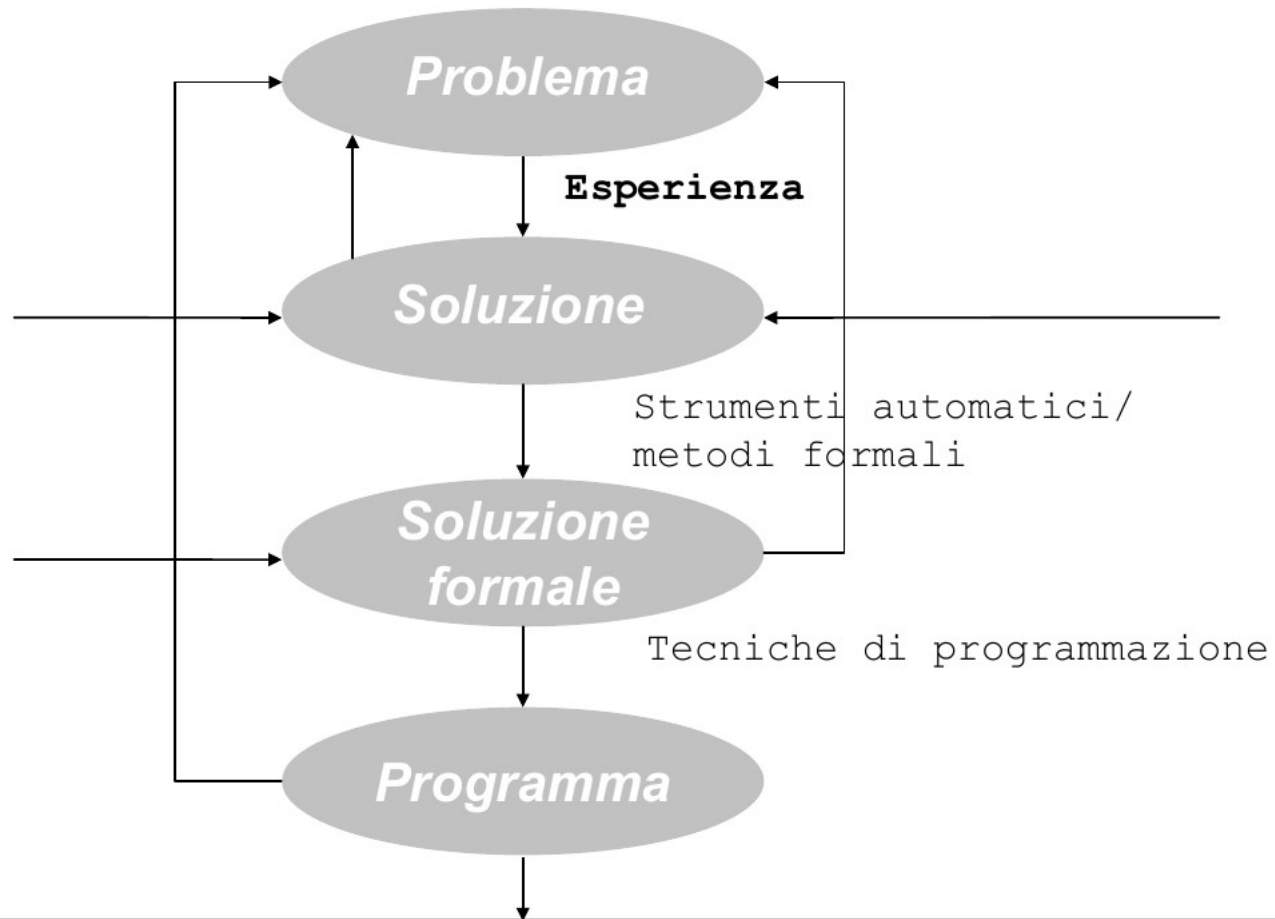 Problema
Esperienza
Soluzione
Strumenti automatici/
metodi formali
Soluzione
formale
Tecniche di programmazione
Programma